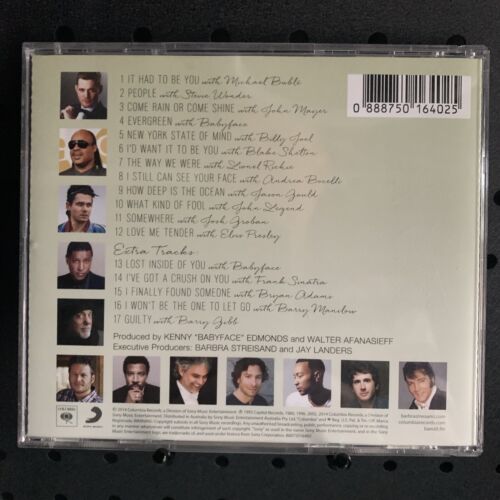 1 IT HAD TO BE YOU with Michael Bublé
2 PEOPLE with Stevie Wonder
3 COME RAIN OR COME SHINE with John Mayer
4 EVERGREEN with Babyface
5 NEW YORK STATE OF MIND with Billy Joel
6 I'D WANT IT TO BE YOU with Blake Shelton
7 THE WAY WE WERE with Lionel Richie
8 I STILL CAN SEE YOUR FACE with Andrea Bocelli
9 HOW DEEP IS THE OCEAN with Jason Gould
10 WHAT KIND OF FOOL with John Legend
11 SOMEWHERE with Josh Groban
12 LOVE ME TENDER with Elvis Presley
Extra Tracks:
13 LOST INSIDE OF YOU with Babyface
14 I'VE GOT A CRUSH ON YOU with Frank Sinatra
15 I FINALLY FOUND SOMEONE with Bryan Adams
16 I WON'T BE THE ONE TO LET GO with Barry Manilow
17 GUILTY with Barry Gibb
Produced by KENNY "BABYFACE" EDMONDS and WALTER AFANASIEFF
Executive Producers: BARBRA STREISAND and JAY LANDERS
0 888750 164025
COLUMBIA
SONY MUSIC
barbrastreisand.com
columbiarecords.com